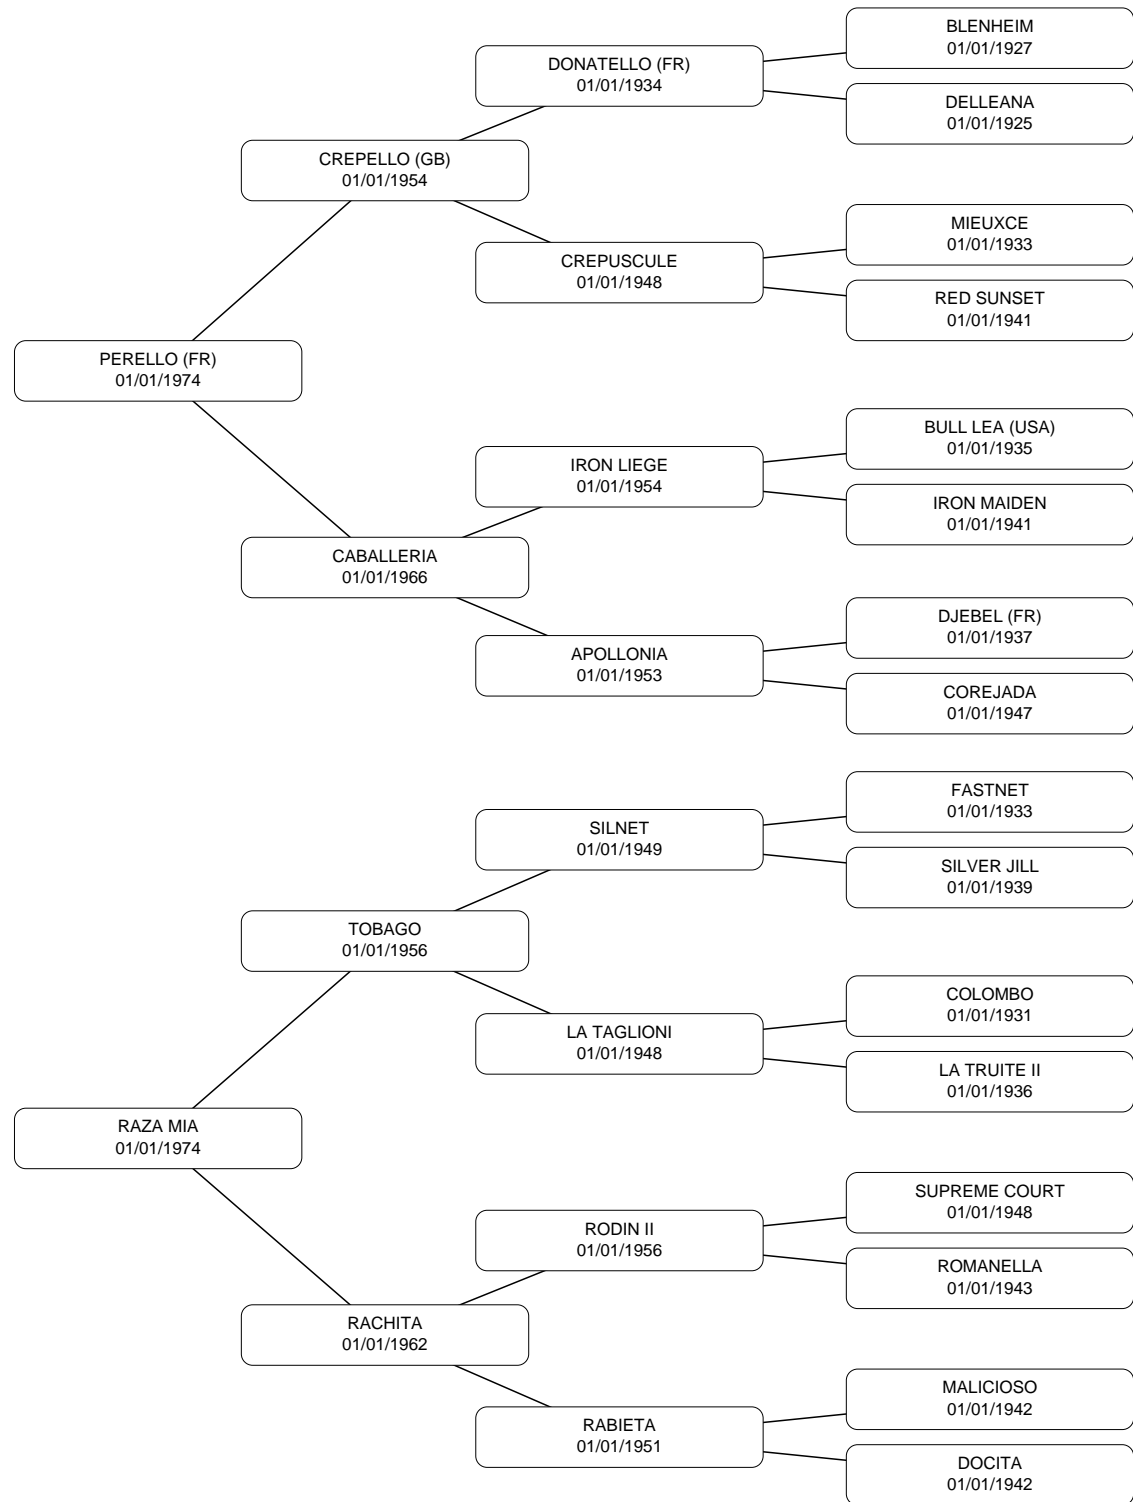 BLENHEIM
01/01/1927
DONATELLO (FR)
01/01/1934
DELLEANA
01/01/1925
CREPELLO (GB)
01/01/1954
MIEUXCE
01/01/1933
CREPUSCULE
01/01/1948
RED SUNSET
01/01/1941
PERELLO (FR)
01/01/1974
BULL LEA (USA)
01/01/1935
IRON LIEGE
01/01/1954
IRON MAIDEN
01/01/1941
CABALLERIA
01/01/1966
DJEBEL (FR)
01/01/1937
APOLLONIA
01/01/1953
COREJADA
01/01/1947
FASTNET
01/01/1933
SILNET
01/01/1949
SILVER JILL
01/01/1939
TOBAGO
01/01/1956
COLOMBO
01/01/1931
LA TAGLIONI
01/01/1948
LA TRUITE II
01/01/1936
RAZA MIA
01/01/1974
SUPREME COURT
01/01/1948
RODIN II
01/01/1956
ROMANELLA
01/01/1943
RACHITA
01/01/1962
MALICIOSO
01/01/1942
RABIETA
01/01/1951
DOCITA
01/01/1942